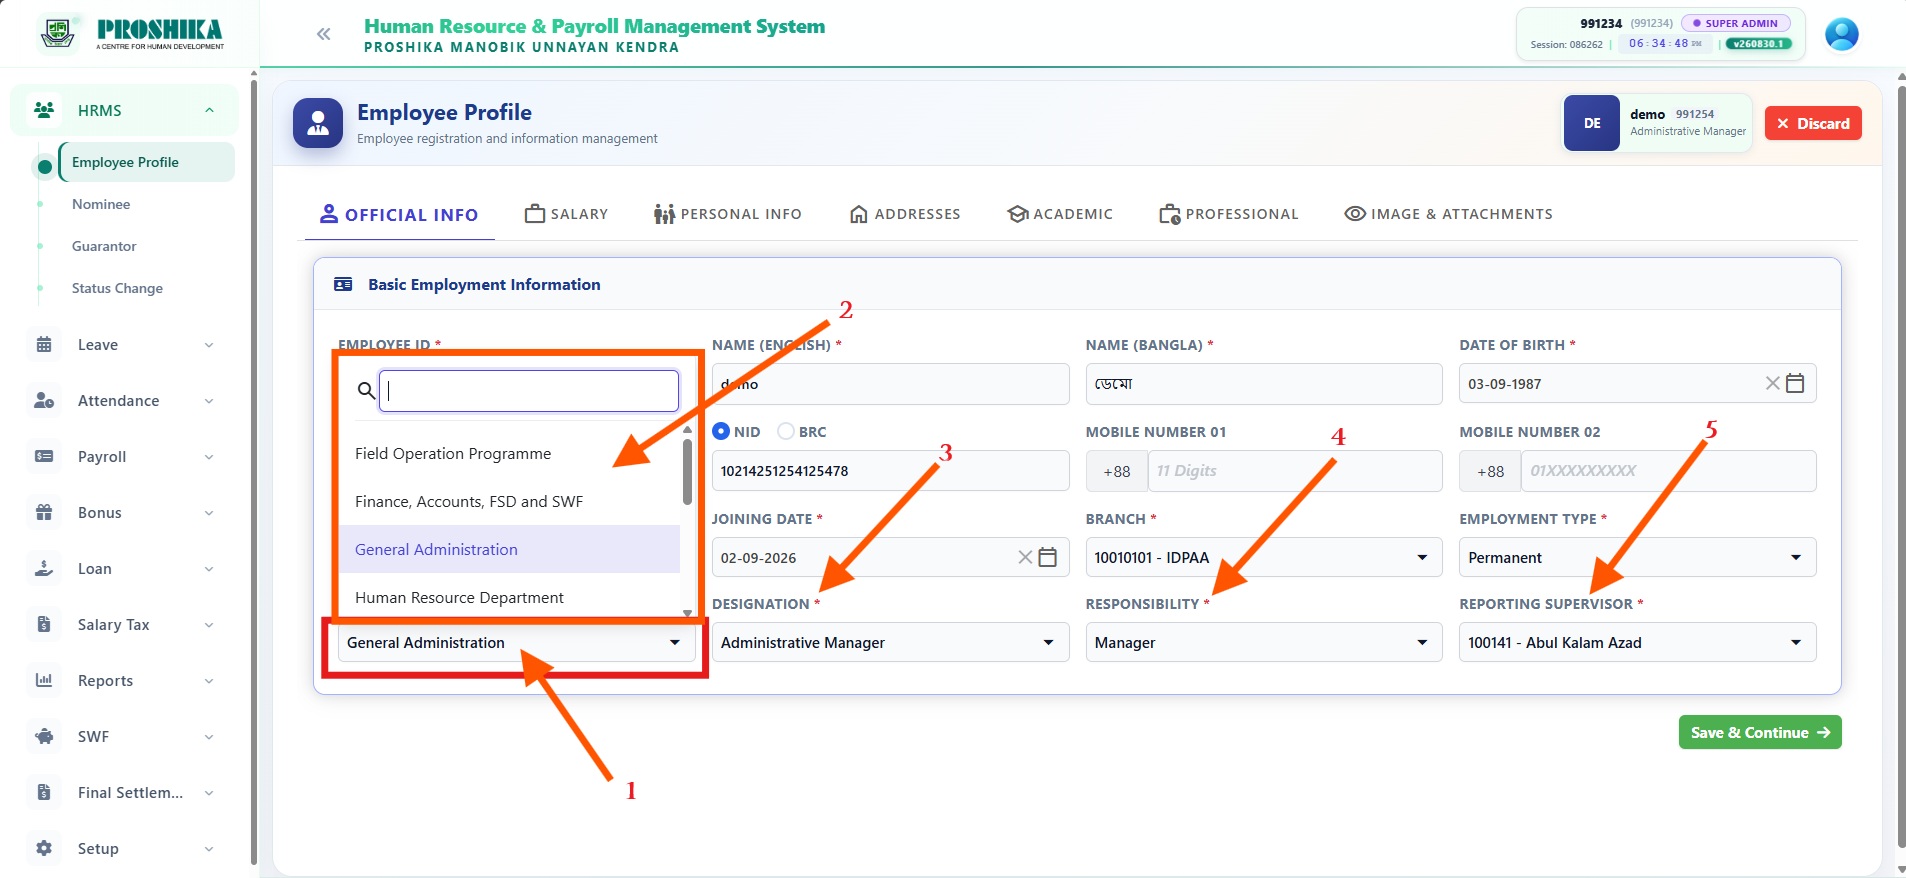 PROSHIKA
A CENTRE FOR HUMAN DEVELOPMENT
Human Resource & Payroll Management System
PROSHIKA MANOBIK UNNAYAN KENDRA
991234 (991234) SUPER ADMIN
Session: 086262 | 06:34:48 PM | v260830.1
HRMS
Employee Profile
Nominee
Guarantor
Status Change
Leave
Attendance
Payroll
Bonus
Loan
Salary Tax
Reports
SWF
Final Settlem...
Setup
Employee Profile
Employee registration and information management
DE
demo 991254
Administrative Manager
Discard
OFFICIAL INFO
SALARY
PERSONAL INFO
ADDRESSES
ACADEMIC
PROFESSIONAL
IMAGE & ATTACHMENTS
Basic Employment Information
2
EMPLOYEE ID *
NAME (ENGLISH) *
NAME (BANGLA) *
DATE OF BIRTH *
demo
ডেমো
03-09-1987
Field Operation Programme
Finance, Accounts, FSD and SWF
General Administration
Human Resource Department
NID
BRC
MOBILE NUMBER 01
4
MOBILE NUMBER 02
5
3
10214251254125478
+88
11 Digits
+88
01XXXXXXXXX
JOINING DATE *
BRANCH *
EMPLOYMENT TYPE *
02-09-2026
10010101 - IDPAA
Permanent
DESIGNATION *
RESPONSIBILITY *
REPORTING SUPERVISOR *
General Administration
Administrative Manager
Manager
100141 - Abul Kalam Azad
1
Save & Continue